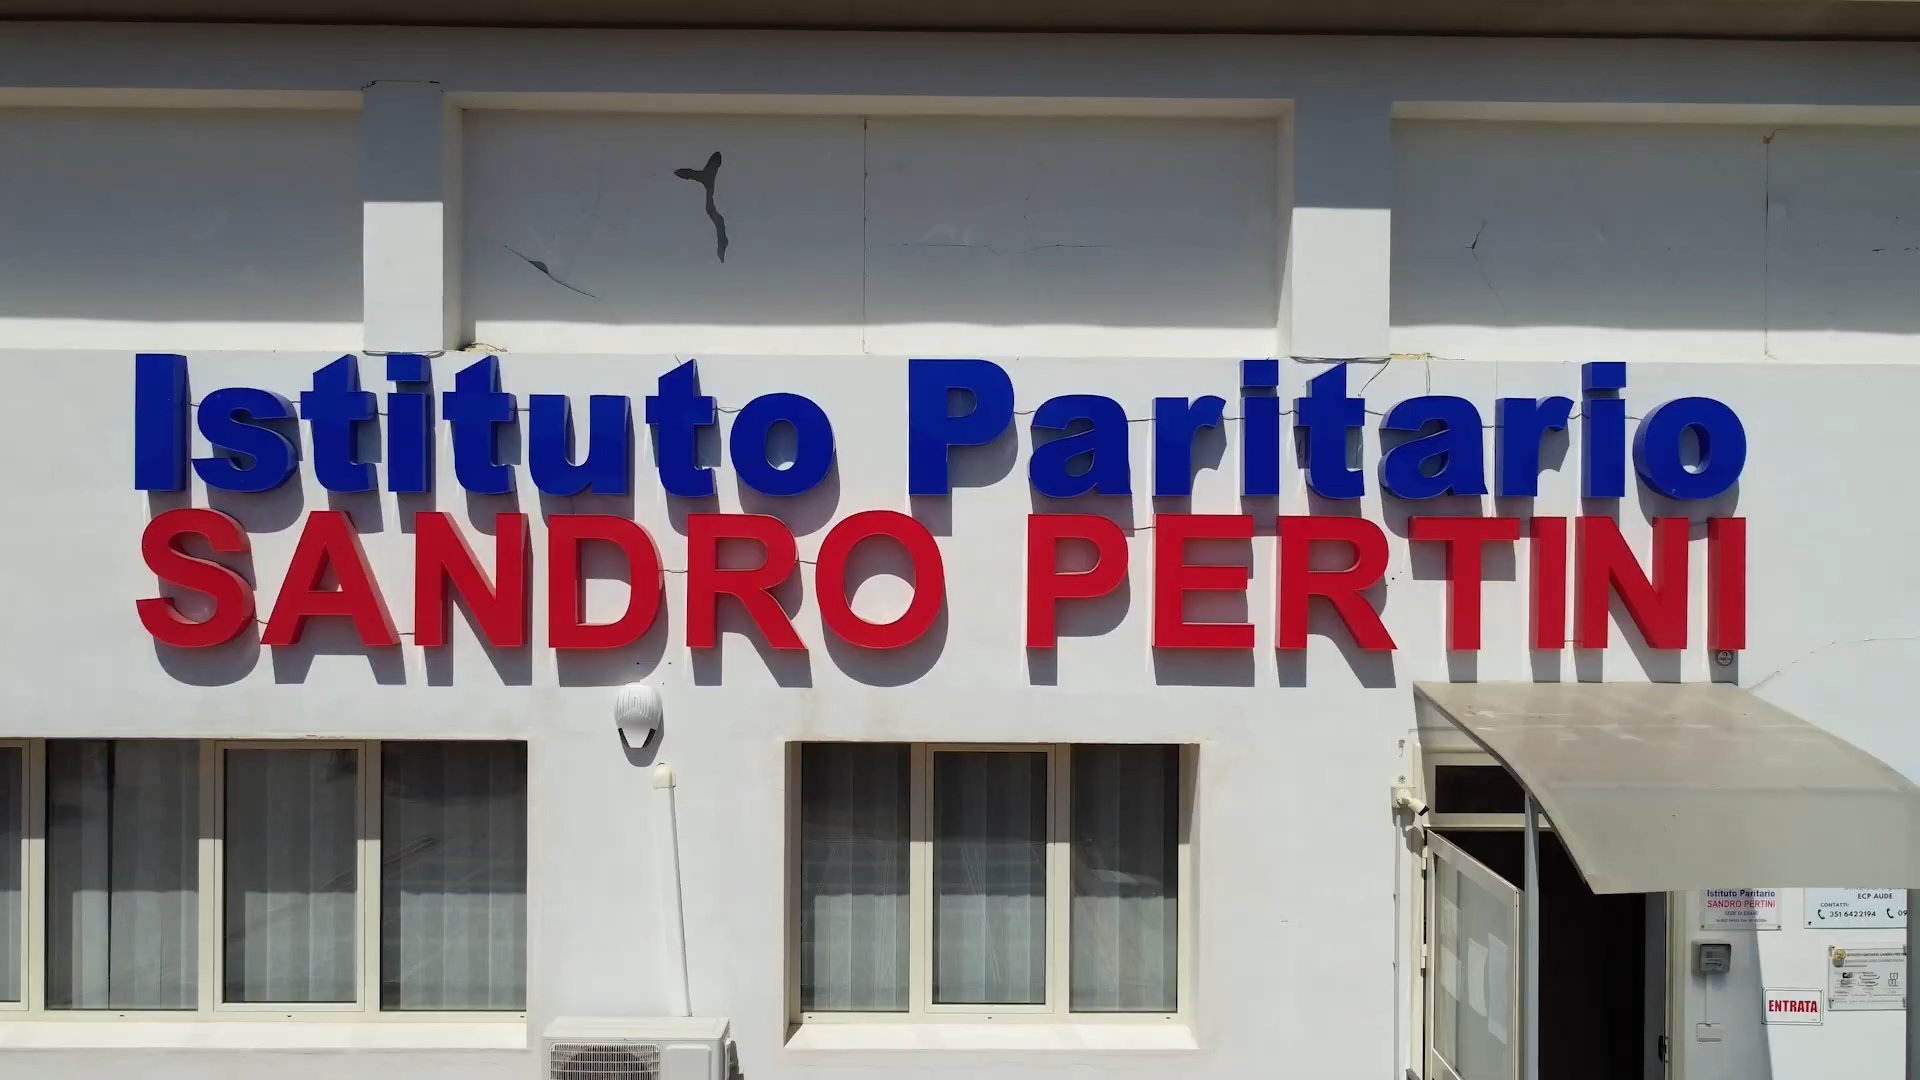 Istituto Paritario
SANDRO PERTINI
Istituto Paritario
SANDRO PERTINI
ECP AUDE
CONTATTI:
351 6422194
ENTRATA